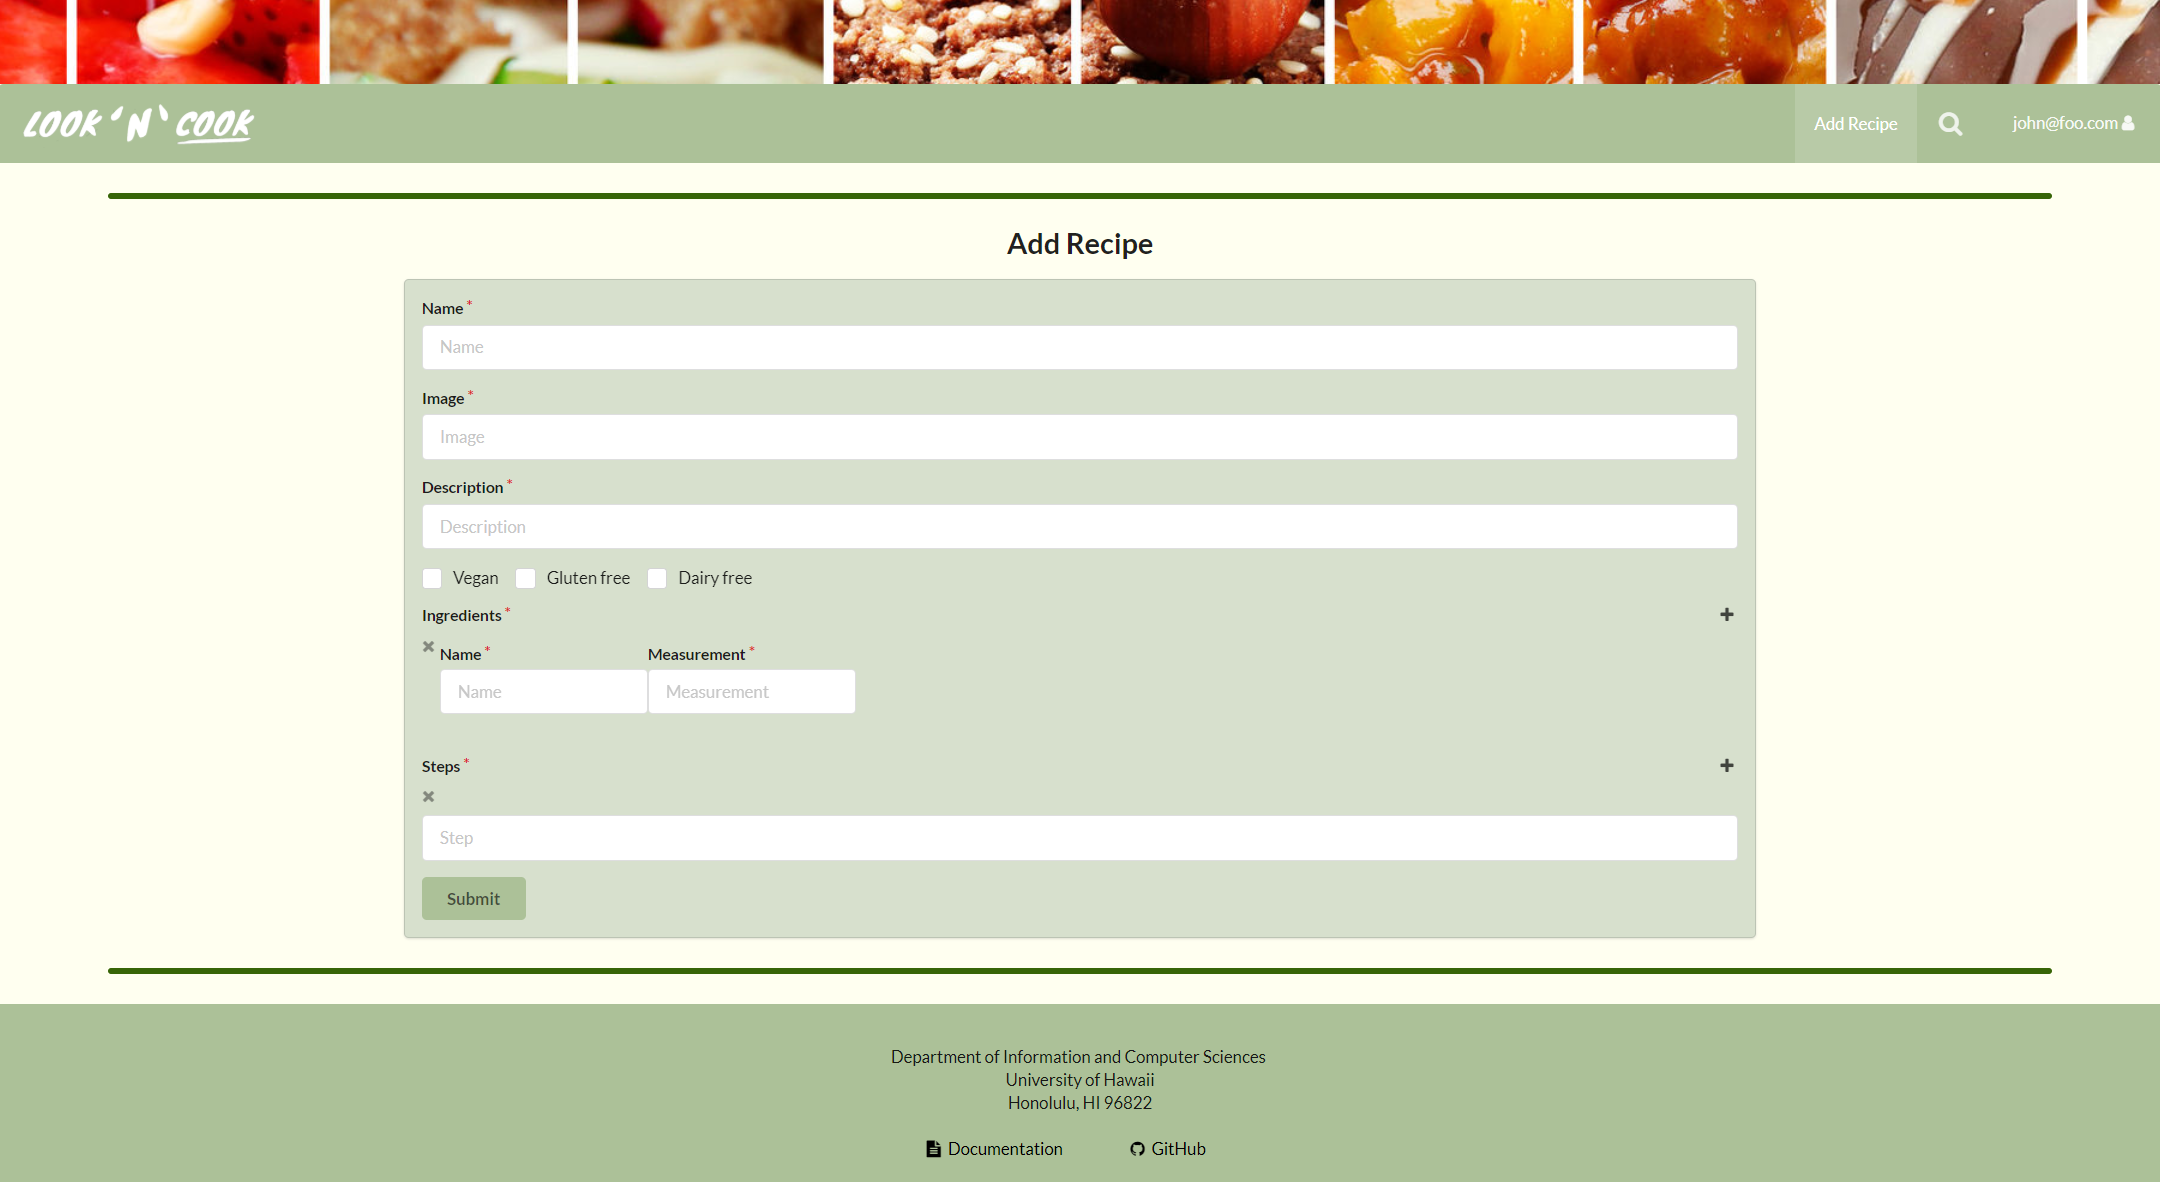 LOOK 'N' COOK
Add Recipe
john@foo.com
Add Recipe
Name *
Name
Image *
Image
Description *
Description
Vegan Gluten free Dairy free
Ingredients *
Name * Measurement *
Name Measurement
Steps *
Step
Submit
Department of Information and Computer Sciences
University of Hawaii
Honolulu, HI 96822
Documentation GitHub